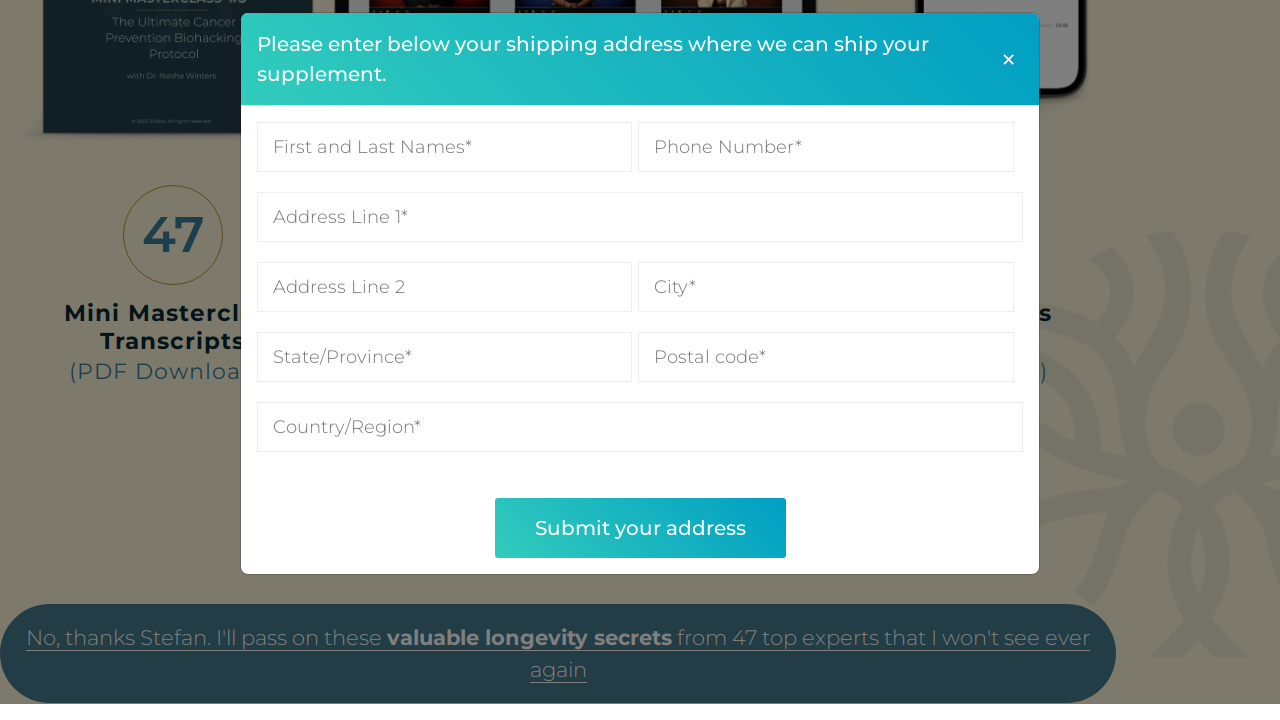 MINI MASTERCLASS #3
The Ultimate Cancer
Prevention Biohacking
Protocol
with Dr. Nasha Winters
Please enter below your shipping address where we can ship your
supplement.
×
First and Last Names*
Phone Number*
Address Line 1*
Address Line 2
City*
State/Province*
Postal code*
Country/Region*
Submit your address
47
Mini Mastercl
Transcripts
(PDF Downloa
s
)
No, thanks Stefan. I'll pass on these valuable longevity secrets from 47 top experts that I won't see ever
again